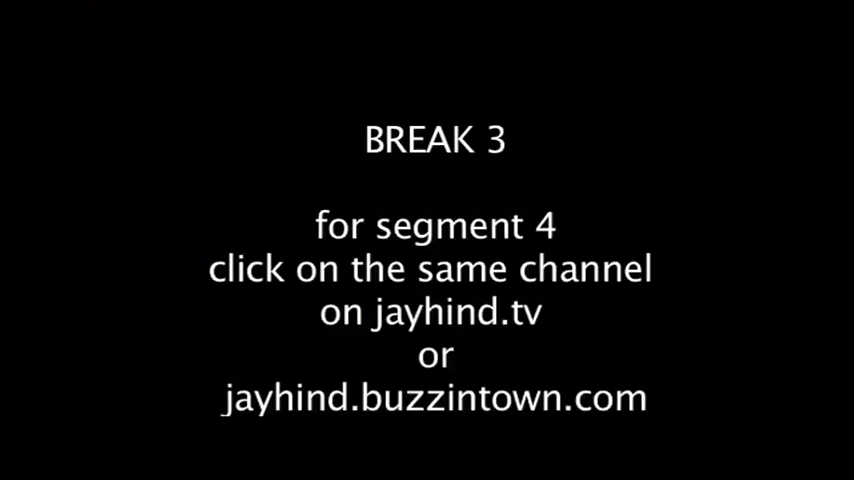 BREAK 3
for segment 4
click on the same channel
on jayhind.tv
or
jayhind.buzzintown.com